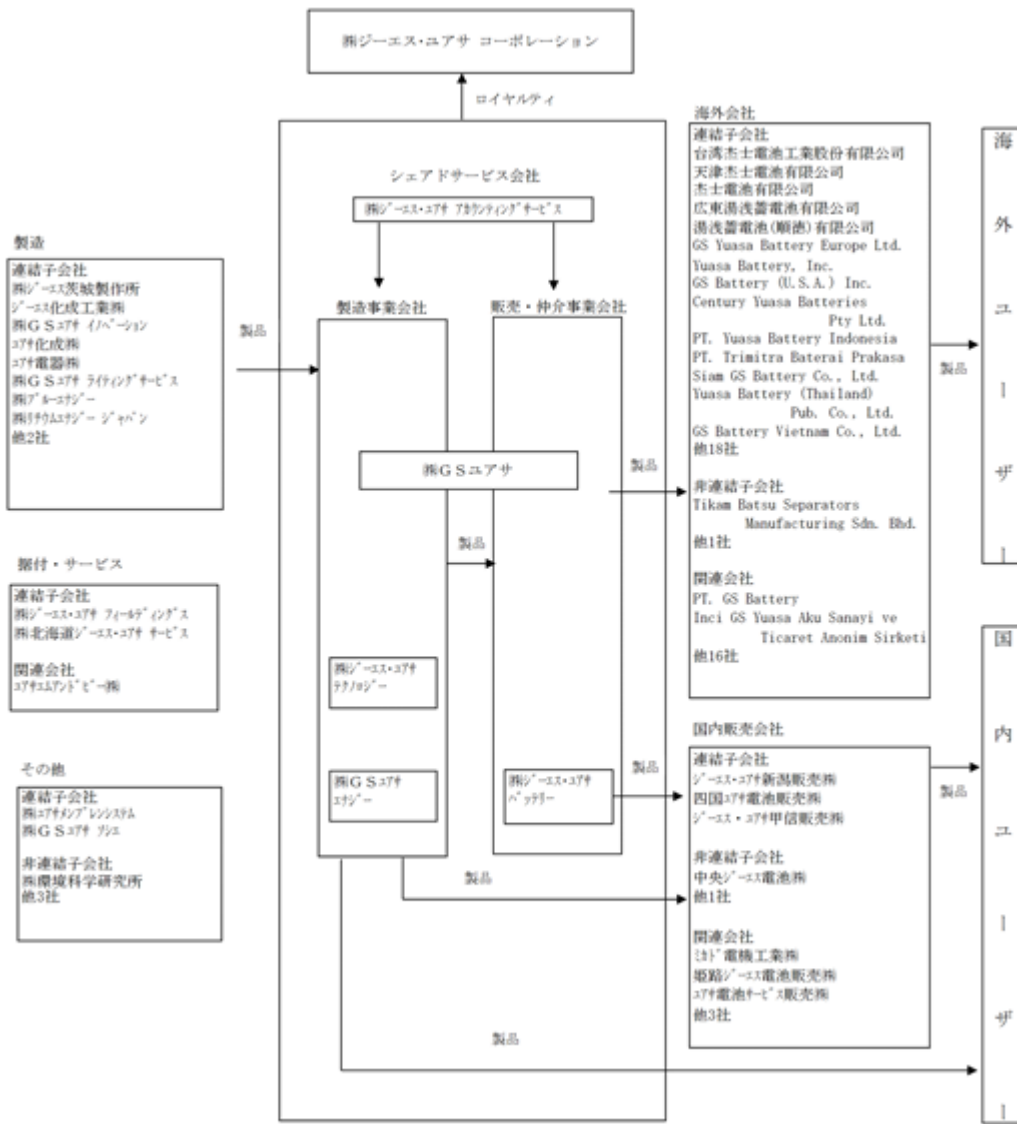 ㈱ジーエス・ユアサ コーポレーション
ロイヤルティ
シェアドサービス会社
㈱ｼﾞｰｴｽ･ﾕｱｻ ｱｶｳﾝﾃｨﾝｸﾞｻｰﾋﾞｽ
製造
連結子会社
㈱ｼﾞｰｴｽ茨城製作所
ｼﾞｰｴｽ化成工業㈱
㈱ＧＳﾕｱｻ ｲﾉﾍﾞｰｼｮﾝ
ﾕｱｻ化成㈱
ﾕｱｻ電器㈱
㈱ＧＳﾕｱｻ ﾗｲﾃｨﾝｸﾞｻｰﾋﾞｽ
㈱ﾌﾞﾙｰｴﾅｼﾞｰ
㈱ﾘﾁｳﾑｴﾅｼﾞｰ ｼﾞｬﾊﾟﾝ
他2社
製品
据付・サービス
連結子会社
㈱ｼﾞｰｴｽ･ﾕｱｻ ﾌｨｰﾙﾃﾞｨﾝｸﾞｽ
㈱北海道ｼﾞｰｴｽ･ﾕｱｻ ｻｰﾋﾞｽ
関連会社
ﾕｱｻｴﾑｱﾝﾄﾞﾋﾞｰ㈱
その他
連結子会社
㈱ﾕｱｻﾒﾝﾌﾞﾚﾝｼｽﾃﾑ
㈱ＧＳﾕｱｻ ｿｼｴ
非連結子会社
㈱環境科学研究所
他3社
製造事業会社
販売・仲介事業会社
㈱ＧＳユアサ
製品
㈱ｼﾞｰｴｽ･ﾕｱｻ
ﾃｸﾉﾛｼﾞｰ
㈱ＧＳﾕｱｻ
ｴﾅｼﾞｰ
㈱ｼﾞｰｴｽ･ﾕｱｻ
ﾊﾞｯﾃﾘｰ
製品
製品
製品
製品
海外会社
連結子会社
台湾杰士電池工業股份有限公司
天津杰士電池有限公司
杰士電池有限公司
広東湯浅蓄電池有限公司
湯浅蓄電池(順徳)有限公司
GS Yuasa Battery Europe Ltd.
Yuasa Battery, Inc.
GS Battery (U.S.A.) Inc.
Century Yuasa Batteries
Pty Ltd.
PT. Yuasa Battery Indonesia
PT. Trimitra Baterai Prakasa
Siam GS Battery Co., Ltd.
Yuasa Battery (Thailand)
Pub. Co., Ltd.
GS Battery Vietnam Co., Ltd.
他18社
非連結子会社
Tikam Batsu Separators
Manufacturing Sdn. Bhd.
他1社
関連会社
PT. GS Battery
Inci GS Yuasa Aku Sanayi ve
Ticaret Anonim Sirketi
他16社
製品
国内販売会社
連結子会社
ｼﾞｰｴｽ･ﾕｱｻ新潟販売㈱
四国ﾕｱｻ電池販売㈱
ｼﾞｰｴｽ・ﾕｱｻ甲信販売㈱
非連結子会社
中央ｼﾞｰｴｽ電池㈱
他1社
関連会社
ﾐｶﾄﾞ電機工業㈱
姫路ｼﾞｰｴｽ電池販売㈱
ﾕｱｻ電池ｻｰﾋﾞｽ販売㈱
他3社
製品
海外ユーザー
国内ユーザー